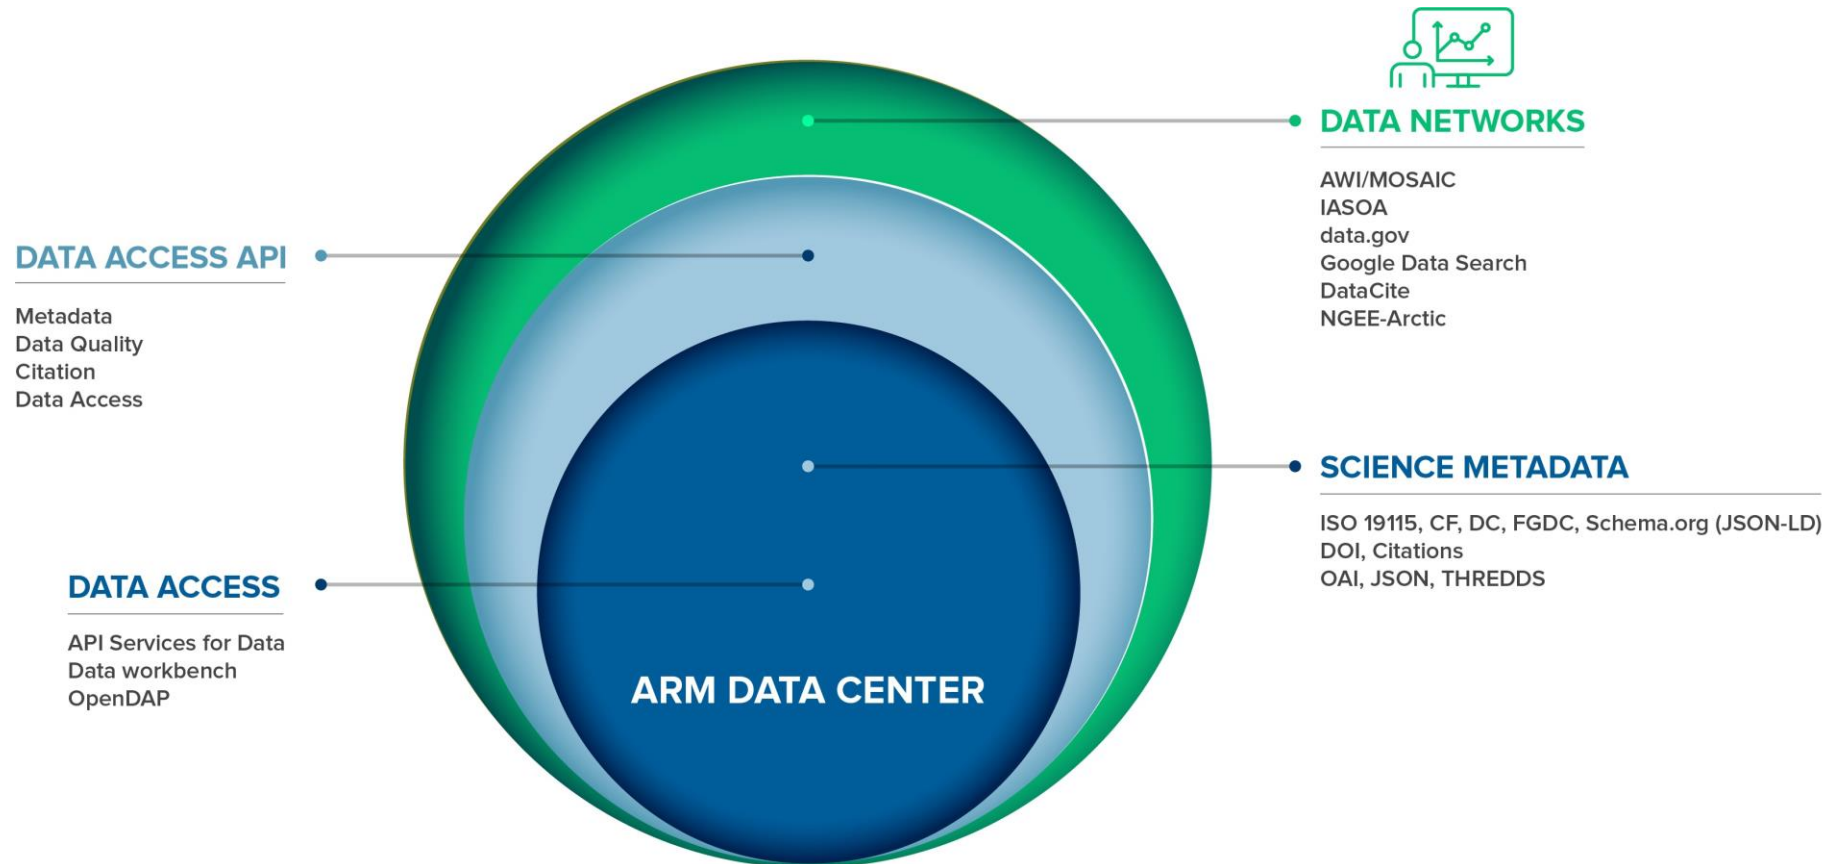 DATA NETWORKS
AWI/MOSAIC
IASOA
data.gov
Google Data Search
DataCite
NGEE-Arctic
DATA ACCESS API
Metadata
Data Quality
Citation
Data Access
SCIENCE METADATA
ISO 19115, CF, DC, FGDC, Schema.org (JSON-LD)
DOI, Citations
OAI, JSON, THREDDS
DATA ACCESS
API Services for Data
Data workbench
OpenDAP
ARM DATA CENTER